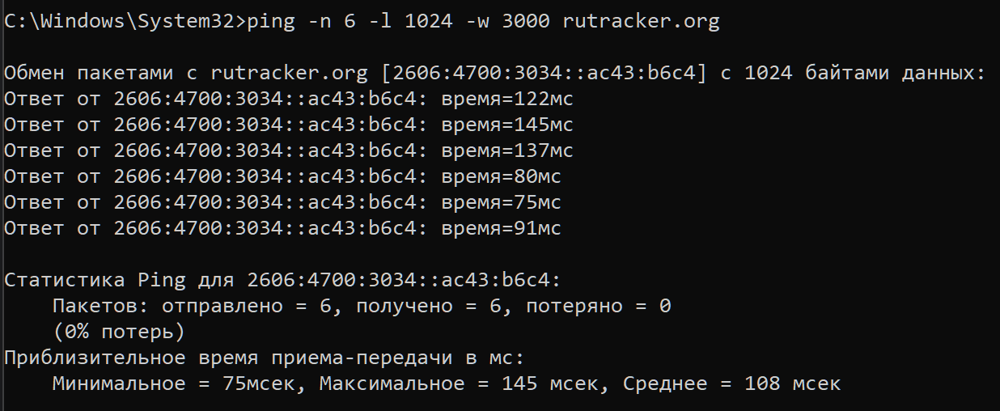 C:\Windows\System32>ping -n 6 -l 1024 -w 3000 rutracker.org
Обмен пакетами с rutracker.org [2606:4700:3034::ac43:b6c4] с 1024 байтами данных:
Ответ от 2606:4700:3034::ac43:b6c4: время=122мс
Ответ от 2606:4700:3034::ac43:b6c4: время=145мс
Ответ от 2606:4700:3034::ac43:b6c4: время=137мс
Ответ от 2606:4700:3034::ac43:b6c4: время=80мс
Ответ от 2606:4700:3034::ac43:b6c4: время=75мс
Ответ от 2606:4700:3034::ac43:b6c4: время=91мс
Статистика Ping для 2606:4700:3034::ac43:b6c4:
    Пакетов: отправлено = 6, получено = 6, потеряно = 0
    (0% потерь)
Приблизительное время приема-передачи в мс:
    Минимальное = 75мсек, Максимальное = 145 мсек, Среднее = 108 мсек